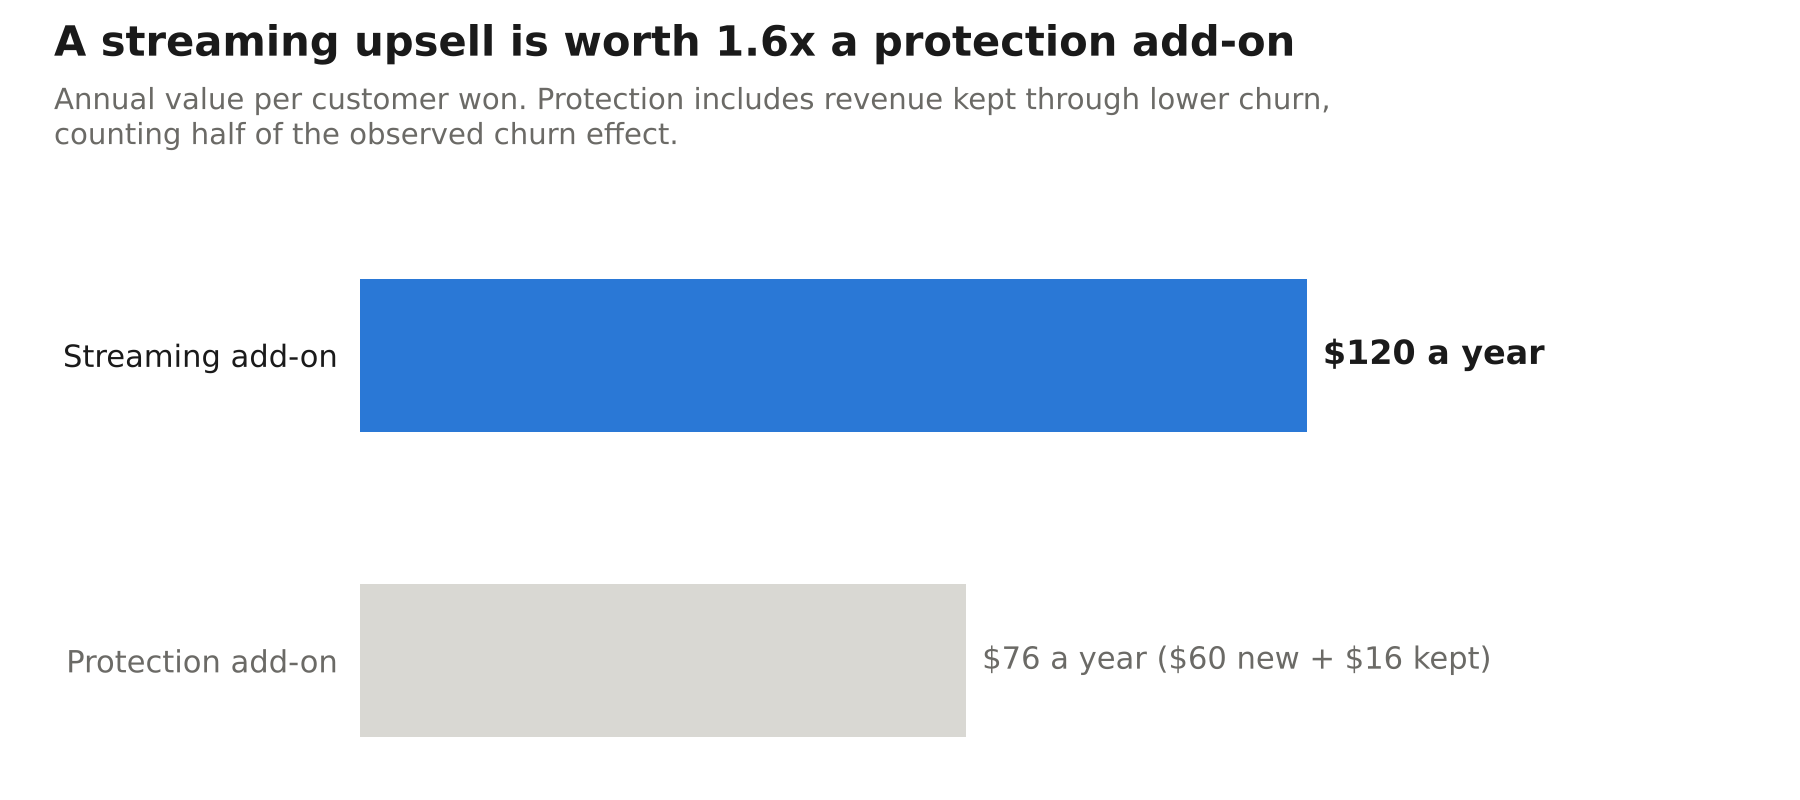 A streaming upsell is worth 1.6x a protection add-on
Annual value per customer won. Protection includes revenue kept through lower churn,
counting half of the observed churn effect.
Streaming add-on
$120 a year
Protection add-on
$76 a year ($60 new + $16 kept)